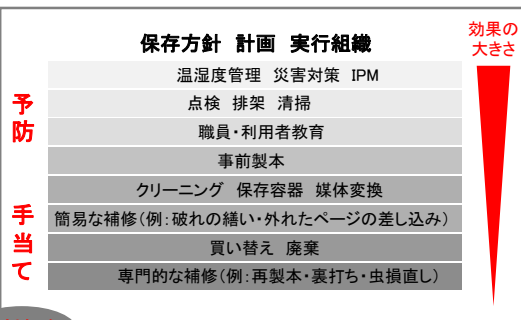 効果の
大きさ
保存方針 計画 実行組織
温湿度管理 災害対策 IPM
点検 排架 清掃
職員・利用者教育
事前製本
クリーニング 保存容器 媒体変換
簡易な補修(例:破れの繕い・外れたページの差し込み)
買い替え 廃棄
専門的な補修(例:再製本・裏打ち・虫損直し)
予防
手当て